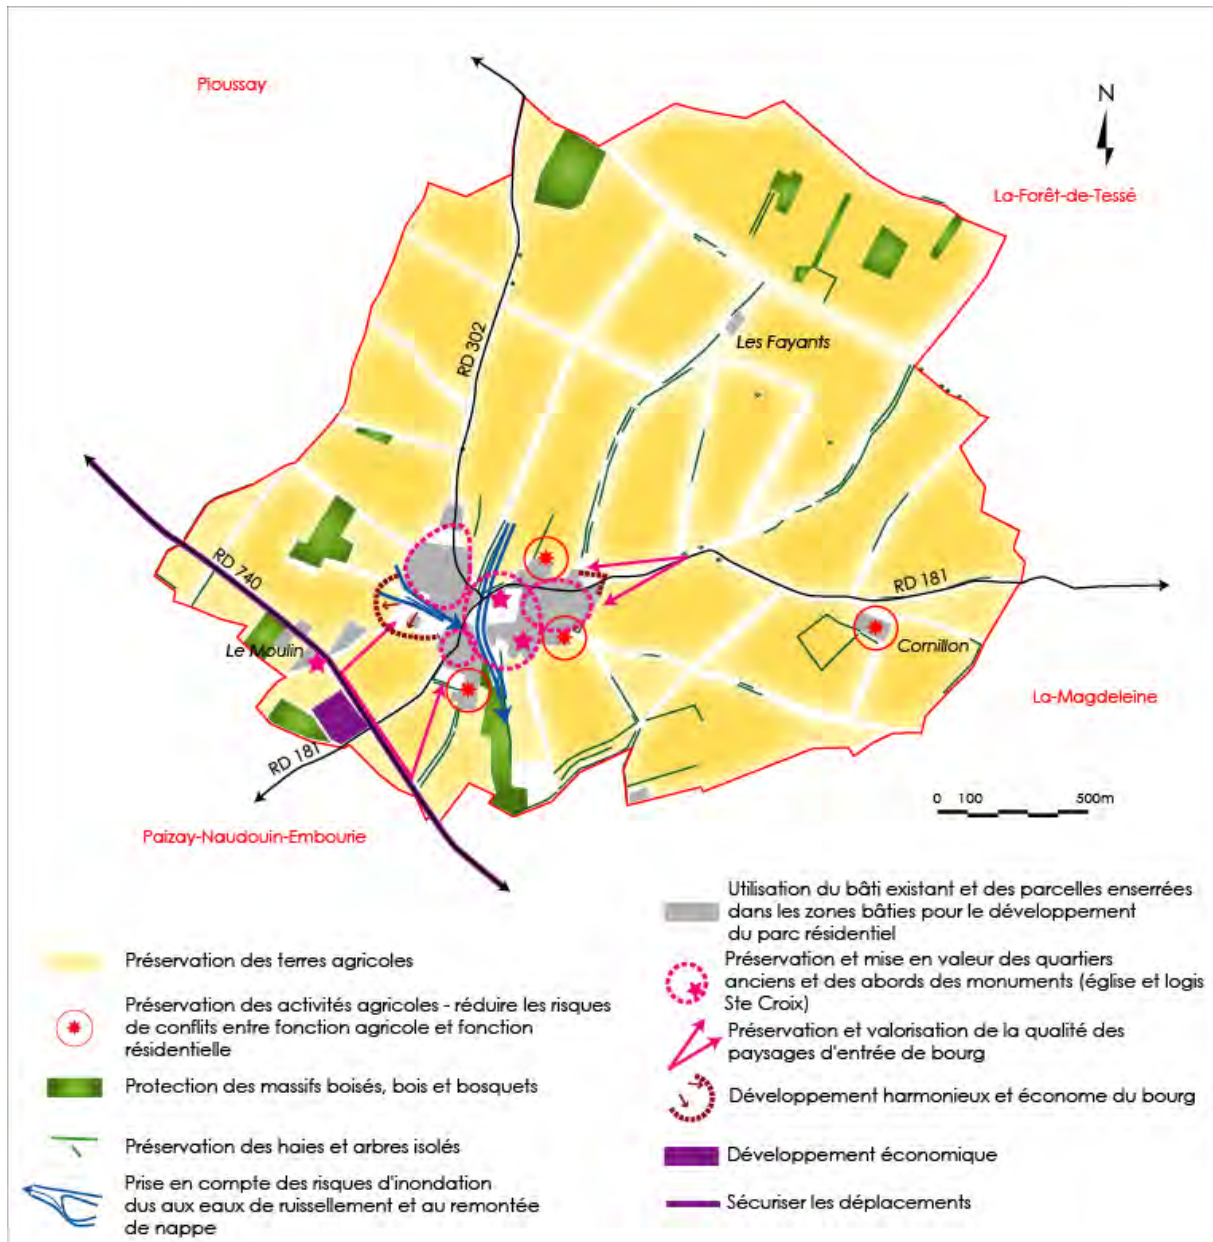 Pioussay
N
La-Forêt-de-Tessé
RD 302
Les Fayants
RD 740
RD 181
Le Moulin
Cornillon
La-Magdeleine
RD 181
0 100 500m
Paizay-Naudouin-Embourie
Préservation des terres agricoles
Préservation des activités agricoles - réduire les risques
de conflits entre fonction agricole et fonction
résidentielle
Protection des massifs boisés, bois et bosquets
Préservation des haies et arbres isolés
Prise en compte des risques d'inondation
dus aux eaux de ruissellement et au remontée
de nappe
Utilisation du bâti existant et des parcelles enserrées
dans les zones bâties pour le développement
du parc résidentiel
Préservation et mise en valeur des quartiers
anciens et des abords des monuments (église et logis
Ste Croix)
Préservation et valorisation de la qualité des
paysages d'entrée de bourg
Développement harmonieux et économe du bourg
Développement économique
Sécuriser les déplacements